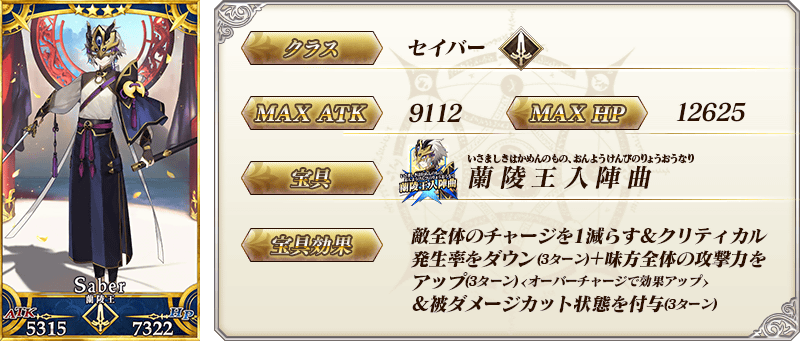 Saber
蘭陵王
ATK
5315
7322
HP
クラス
セイバー
MAX ATK
9112
MAX HP
12625
宝具
蘭陵王入陣曲
いさましきはかめんのもの、おんようけんびのりょうおうなり
蘭陵王入陣曲
宝具効果
敵全体のチャージを1減らす&クリティカル
発生率をダウン(3ターン)+味方全体の攻撃力を
アップ(3ターン)<オーバーチャージで効果アップ>
&被ダメージカット状態を付与(3ターン)